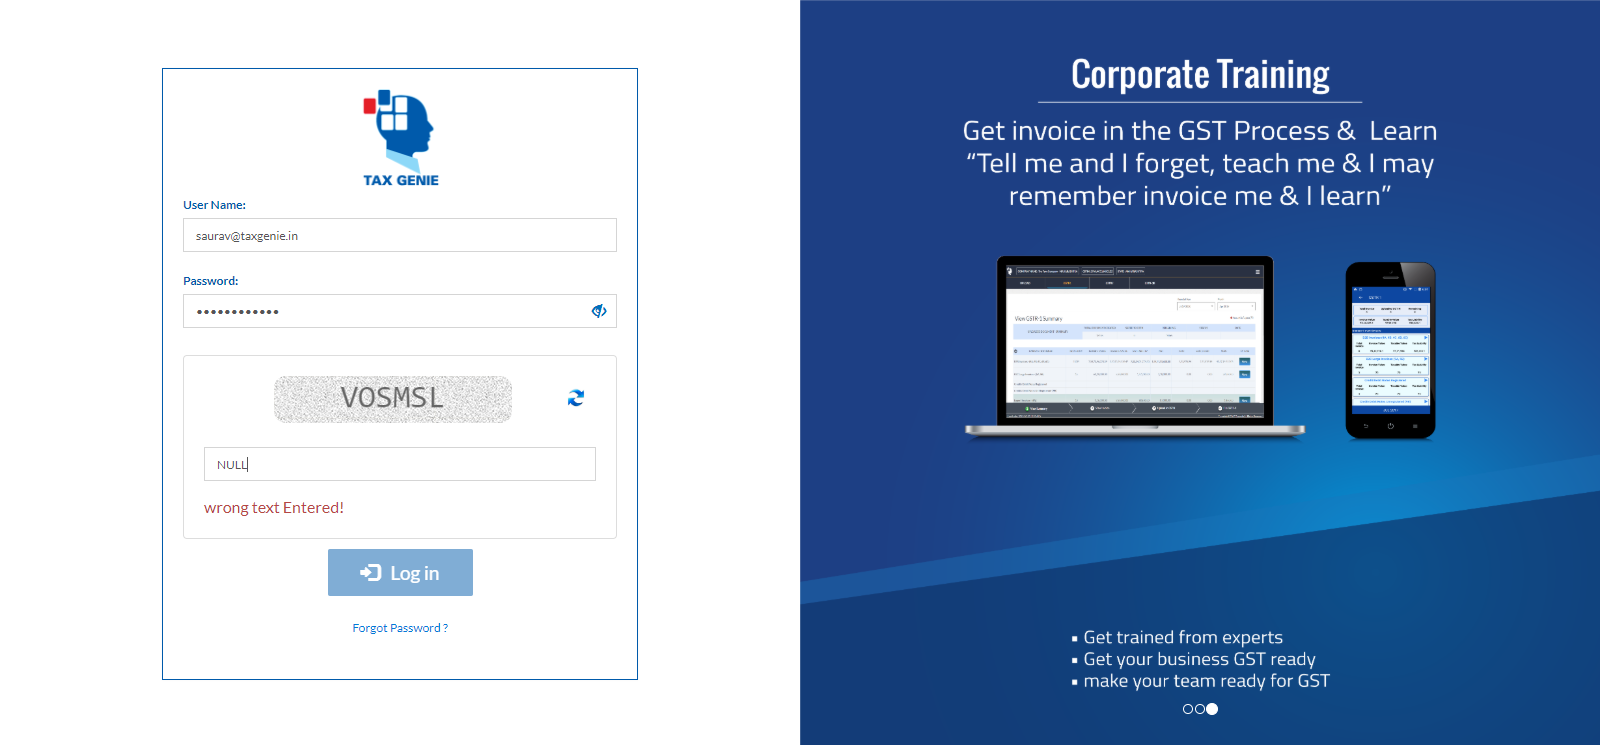 TAX GENIE
User Name:
saurav@taxgenie.in
Password:
VOSMSL
NULL
wrong text Entered!
Log in
Forgot Password ?
Corporate Training
Get invoice in the GST Process & Learn
“Tell me and I forget, teach me & I may
remember invoice me & I learn”
View GSTR-1 Summary
▪ Get trained from experts
▪ Get your business GST ready
▪ make your team ready for GST